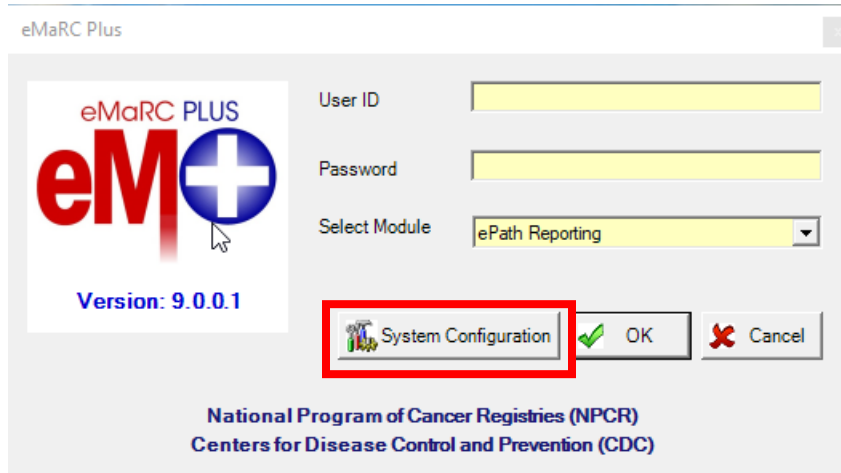 eMaRC Plus
eMaRC PLUS
eM
Version: 9.0.0.1
User ID
Password
Select Module
ePath Reporting
System Configuration
OK
Cancel
National Program of Cancer Registries (NPCR)
Centers for Disease Control and Prevention (CDC)